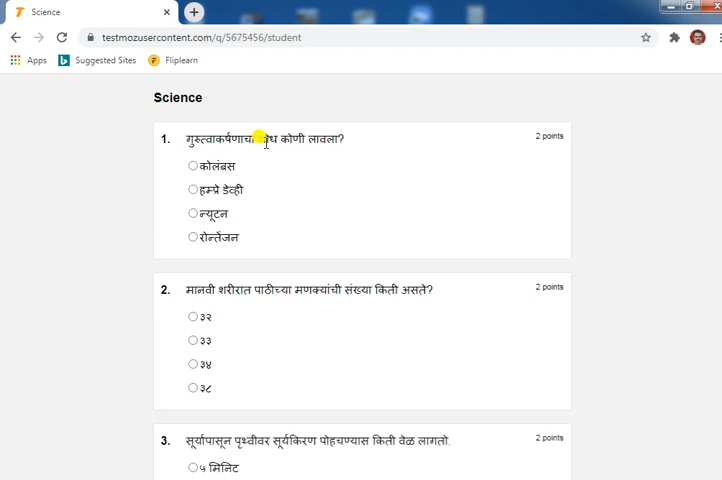 Science
testmozusercontent.com/q/5675456/student
Apps
Suggested Sites
Fliplearn
Science
1. गुरुत्वाकर्षणाचा कोणी लावला? 2 points
कोलंबस
हम्प्रे डेव्ही
न्यूटन
रोन्तेंजन
2. मानवी शरीरात पाठीच्या मणक्यांची संख्या किती असते? 2 points
३२
३३
३४
३८
3. सूर्यापासून पृथ्वीवर सूर्यकिरण पोहचण्यास किती वेळ लागतो. 2 points
५ मिनिट